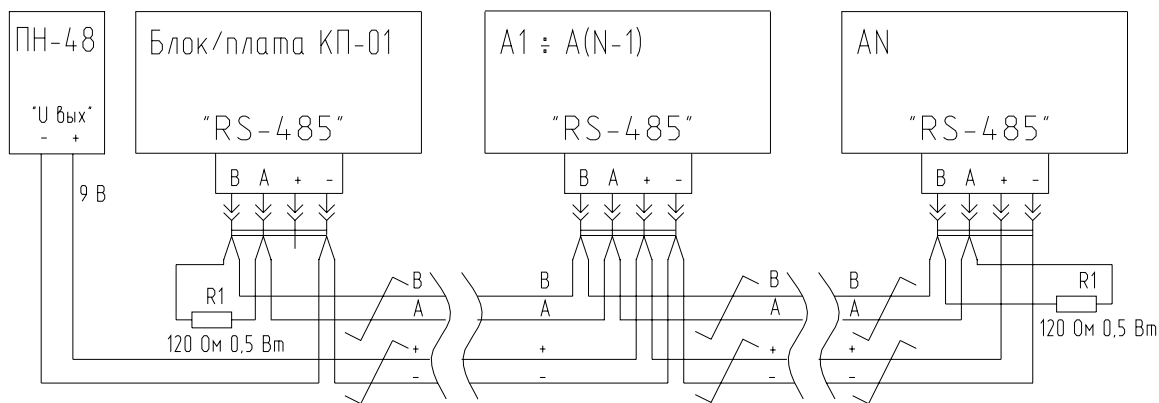 ПН-48
"U вых"
- +
9 В
Блок/плата КП-01
"RS-485"
B A + -
A1 ÷ A(N-1)
"RS-485"
B A + -
AN
"RS-485"
B A + -
R1
120 Ом 0,5 Вт
B B B B
A A A A
+ + + +
- - - -
R1
120 Ом 0,5 Вт